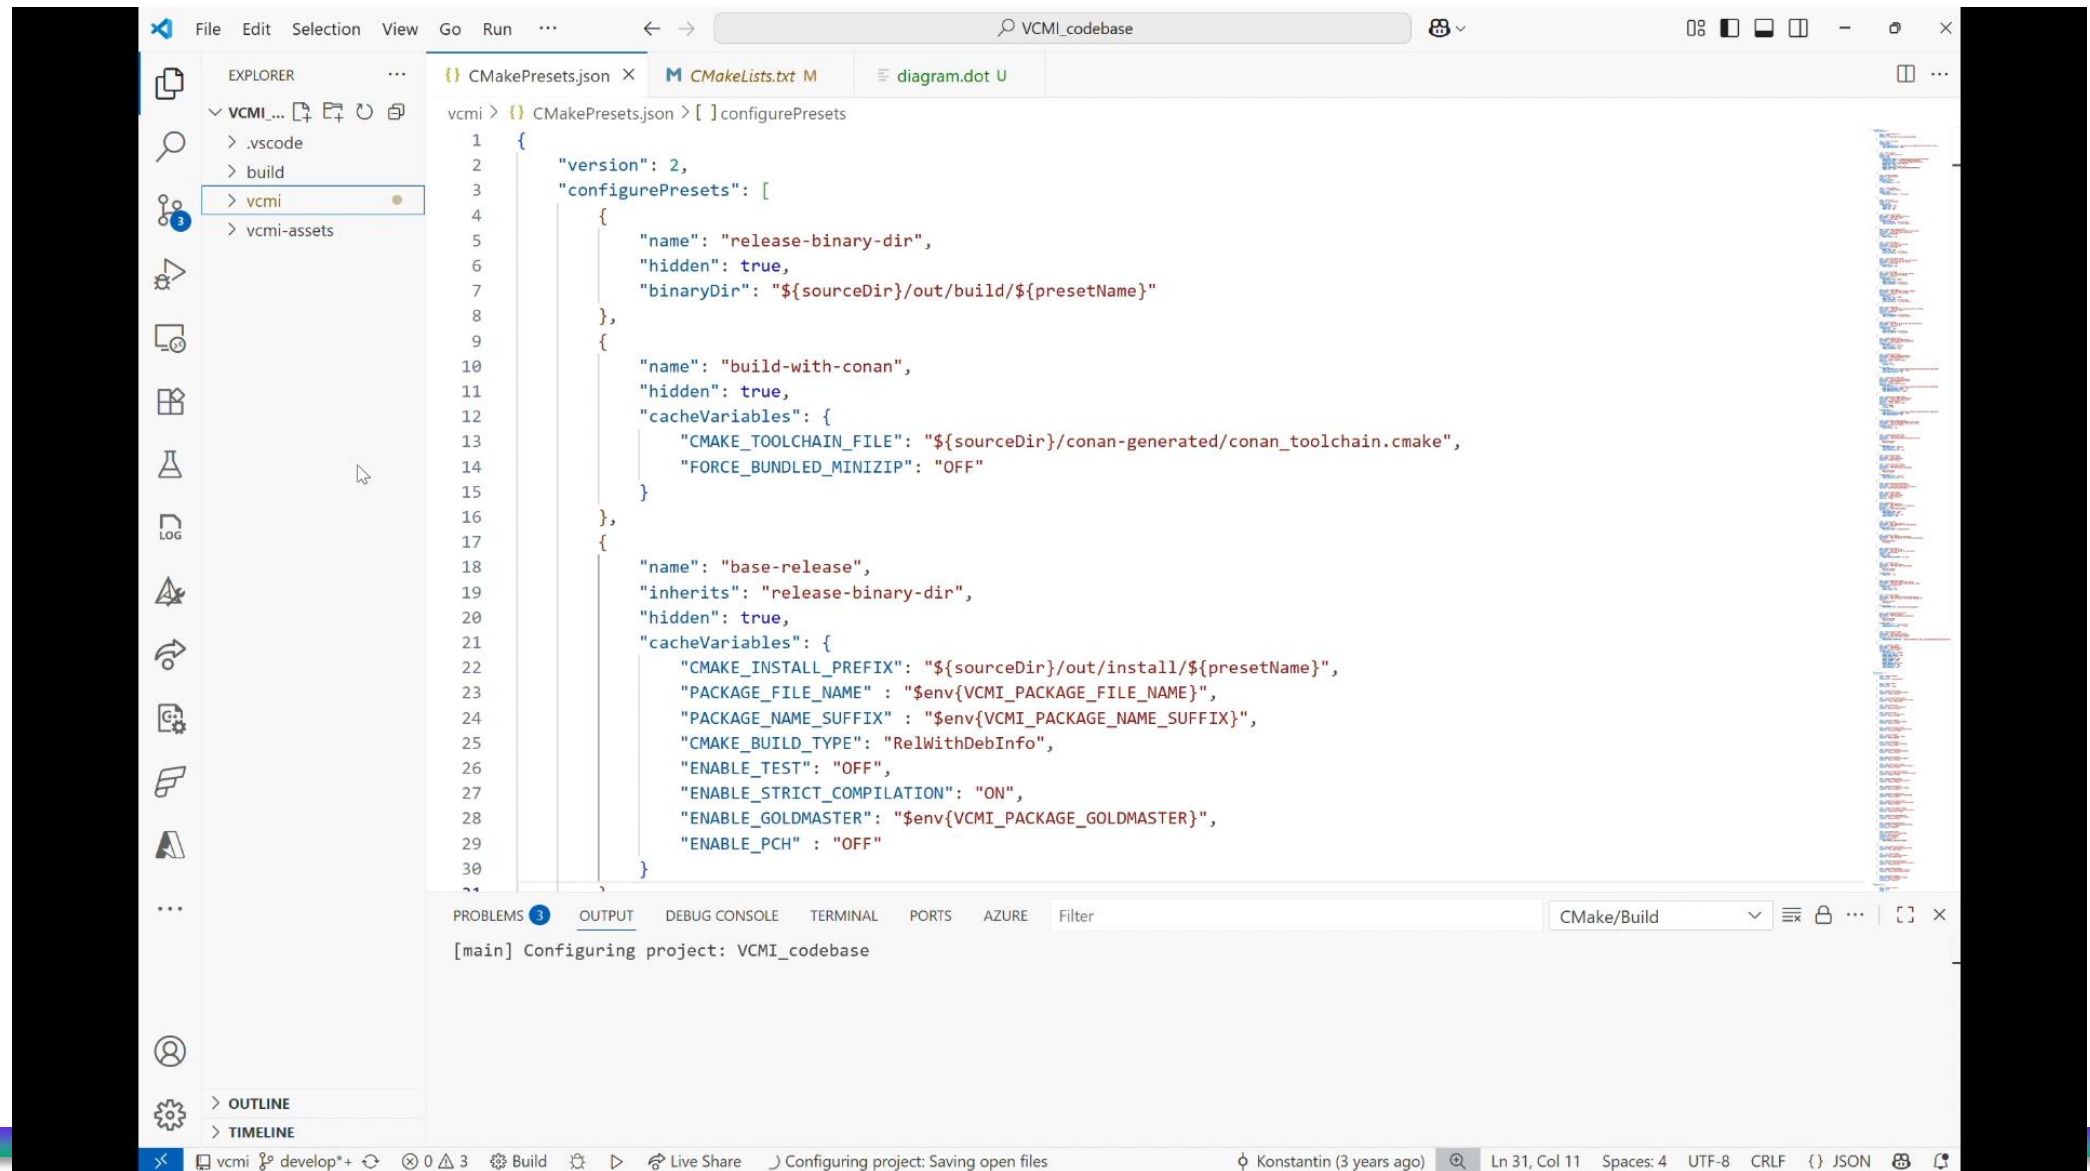 File Edit Selection View Go Run ··· VCMI_codebase
EXPLORER
VCMI_...
.vscode
build
vcmi
vcmi-assets
OUTLINE
TIMELINE
3
LOG
CMakePresets.json CMakeLists.txt M diagram.dot U
vcmi > {} CMakePresets.json > [ ] configurePresets
1 {
2 "version": 2,
3 "configurePresets": [
4 {
5 "name": "release-binary-dir",
6 "hidden": true,
7 "binaryDir": "${sourceDir}/out/build/${presetName}"
8 },
9 {
10 "name": "build-with-conan",
11 "hidden": true,
12 "cacheVariables": {
13 "CMAKE_TOOLCHAIN_FILE": "${sourceDir}/conan-generated/conan_toolchain.cmake",
14 "FORCE_BUNDLED_MINIZIP": "OFF"
15 }
16 },
17 {
18 "name": "base-release",
19 "inherits": "release-binary-dir",
20 "hidden": true,
21 "cacheVariables": {
22 "CMAKE_INSTALL_PREFIX": "${sourceDir}/out/install/${presetName}",
23 "PACKAGE_FILE_NAME" : "$env{VCMI_PACKAGE_FILE_NAME}",
24 "PACKAGE_NAME_SUFFIX" : "$env{VCMI_PACKAGE_NAME_SUFFIX}",
25 "CMAKE_BUILD_TYPE": "RelWithDebInfo",
26 "ENABLE_TEST": "OFF",
27 "ENABLE_STRICT_COMPILATION": "ON",
28 "ENABLE_GOLDMASTER": "$env{VCMI_PACKAGE_GOLDMASTER}",
29 "ENABLE_PCH" : "OFF"
30 }
PROBLEMS 3 OUTPUT DEBUG CONSOLE TERMINAL PORTS AZURE Filter CMake/Build
[main] Configuring project: VCMI_codebase
vcmi develop*+ 0 3 Build Live Share Configuring project: Saving open files Konstantin (3 years ago) Ln 31, Col 11 Spaces: 4 UTF-8 CRLF {} JSON